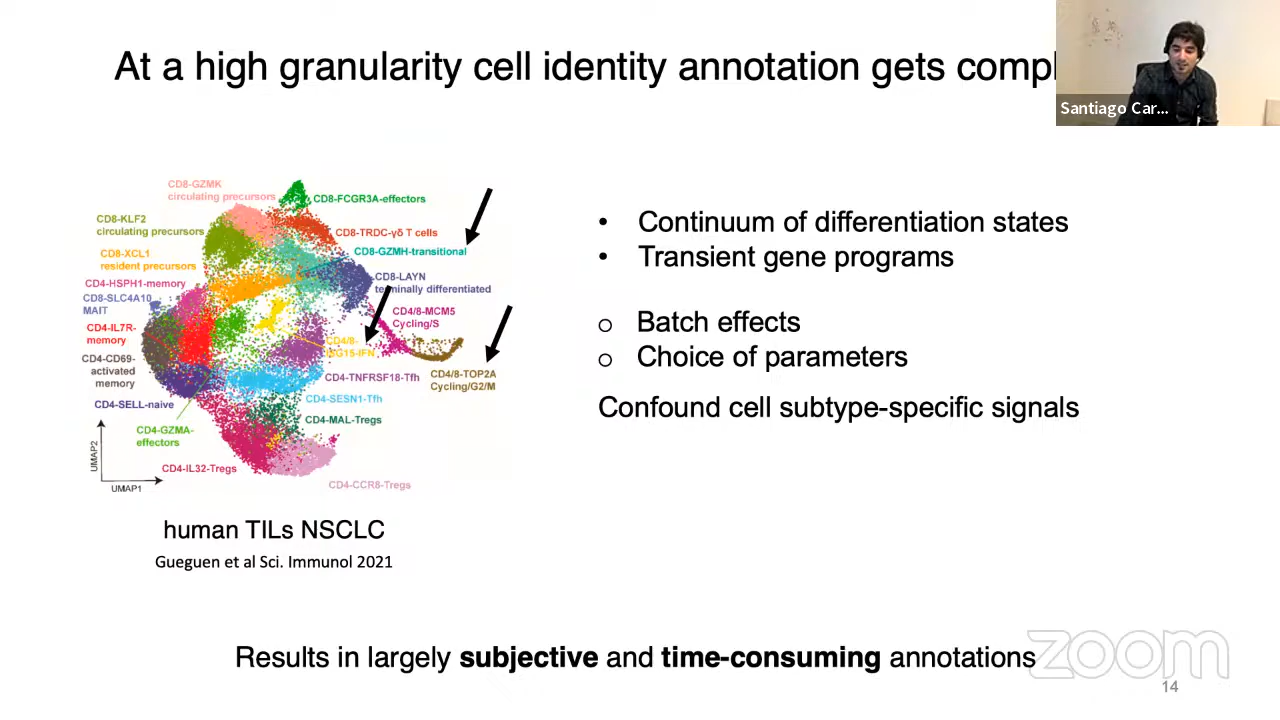 At a high granularity cell identity annotation gets compl
Santiago Car...
CD8-GZMK
circulating precursors
CD8-FCGR3A-effectors
CD8-KLF2
circulating precursors
CD8-TRDC-γδ T cells
CD8-GZMH-transitional
CD8-XCL1
resident precursors
CD8-LAYN
terminally differentiated
CD4-HSPH1-memory
CD8-SLC4A10
MAIT
CD4/8-MCM5
Cycling/S
CD4-IL7R-
memory
CD4/8-
ISG15-IFN
CD4-CD69-
activated
memory
CD4/8-TOP2A
Cycling/G2/M
CD4-TNFRSF18-Tfh
CD4-SELL-naive
CD4-SESN1-Tfh
CD4-MAL-Tregs
CD4-GZMA-
effectors
CD4-IL32-Tregs
CD4-CCR8-Tregs
UMAP2
UMAP1
human TILs NSCLC
Gueguen et al Sci. Immunol 2021
• Continuum of differentiation states
• Transient gene programs
o Batch effects
o Choice of parameters
Confound cell subtype-specific signals
Results in largely subjective and time-consuming annotations
zoom
14